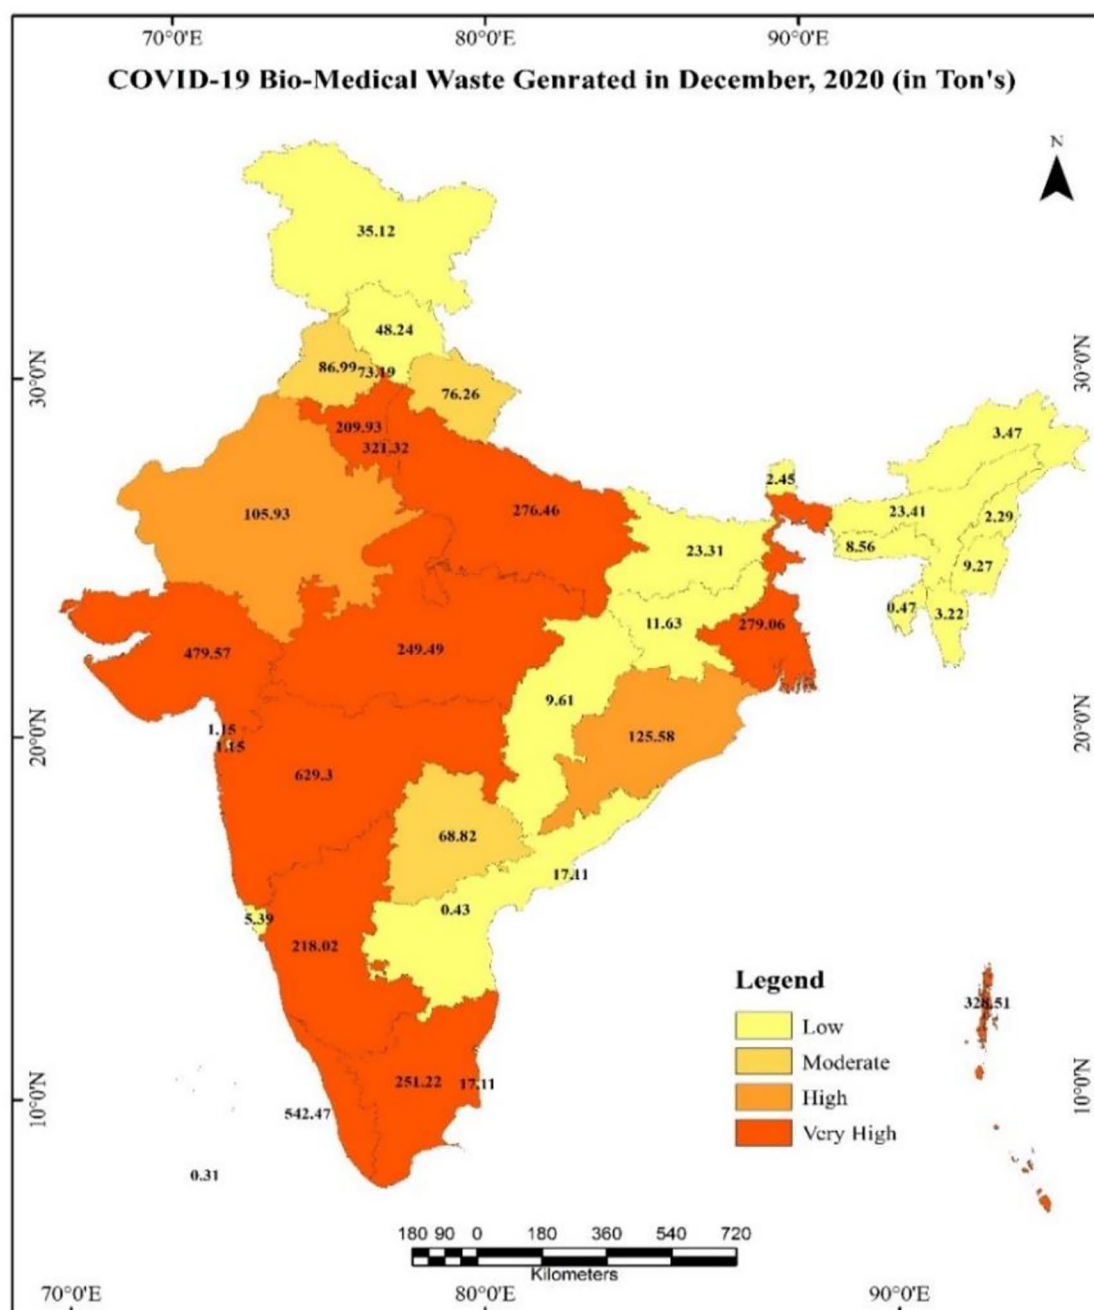 70°0'E 80°0'E 90°0'E
COVID-19 Bio-Medical Waste Genrated in December, 2020 (in Ton's)
N
35.12
48.24
30°0'N
30°0'N
86.99
73.19
76.26
209.93
321.32
3.47
2.45
105.93
276.46
23.41
2.29
23.31
8.56
9.27
0.47
3.22
11.63
279.06
479.57
249.49
9.61
1.15
1.15
20°0'N
125.58
20°0'N
629.3
68.82
17.11
0.43
5.39
218.02
Legend
328.51
Low
Moderate
High
Very High
10°0'N
251.22
17.11
10°0'N
542.47
0.31
180 90 0 180 360 540 720
Kilometers
70°0'E 80°0'E 90°0'E